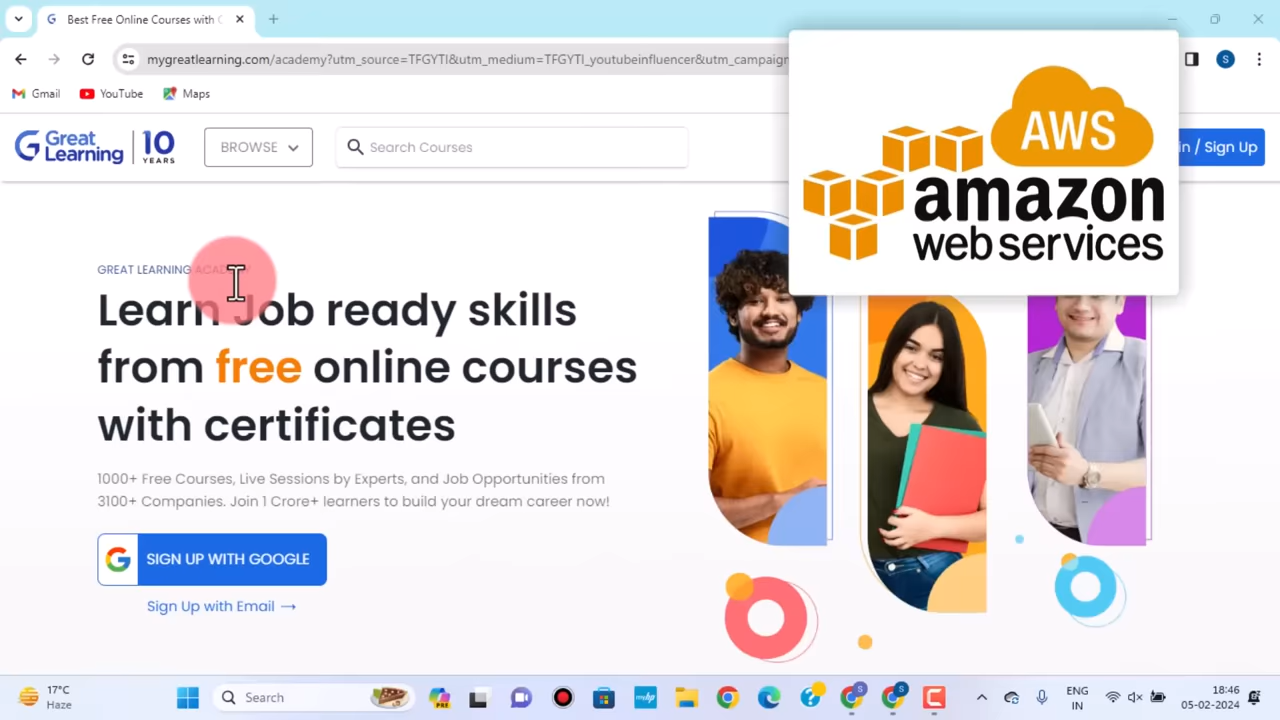 Best Free Online Courses with
mygreatlearning.com/academy?utm_source=TFGYTI&utm_medium=TFGYTI_youtubeinfluencer&utm_campaign
S
Gmail
YouTube
Maps
Great Learning
10 YEARS
BROWSE
Search Courses
in / Sign Up
AWS
amazon
web services
GREAT LEARNING ACADEMY
Learn Job ready skills
from free online courses
with certificates
1000+ Free Courses, Live Sessions by Experts, and Job Opportunities from
3100+ Companies. Join 1 Crore+ learners to build your dream career now!
G
SIGN UP WITH GOOGLE
Sign Up with Email →
17°C
Haze
Search
PRE
myhp
S
S
ENG
IN
18:46
05-02-2024